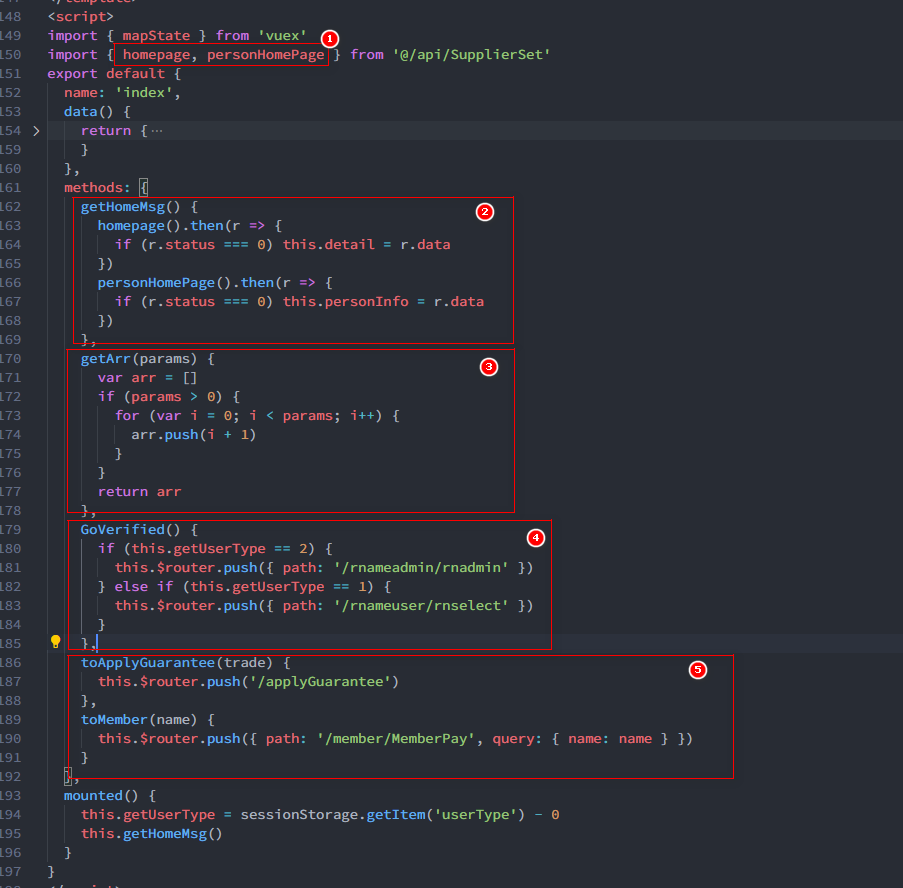 </template>
148 <script>
149 import { mapState } from 'vuex' 1
150 import { homepage, personHomePage } from '@/api/SupplierSet'
151 export default {
152 name: 'index',
153 data() {
154 return {···
159 }
160 },
161 methods: {
162 getHomeMsg() { 2
163 homepage().then(r => {
164 if (r.status === 0) this.detail = r.data
165 })
166 personHomePage().then(r => {
167 if (r.status === 0) this.personInfo = r.data
168 })
169 },
170 getArr(params) { 3
171 var arr = []
172 if (params > 0) {
173 for (var i = 0; i < params; i++) {
174 arr.push(i + 1)
175 }
176 }
177 return arr
178 },
179 GoVerified() { 4
180 if (this.getUserType == 2) {
181 this.$router.push({ path: '/rnameadmin/rnadmin' })
182 } else if (this.getUserType == 1) {
183 this.$router.push({ path: '/rnameuser/rnselect' })
184 }
185 },
186 toApplyGuarantee(trade) { 5
187 this.$router.push('/applyGuarantee')
188 },
189 toMember(name) {
190 this.$router.push({ path: '/member/MemberPay', query: { name: name } })
191 }
192 },
193 mounted() {
194 this.getUserType = sessionStorage.getItem('userType') - 0
195 this.getHomeMsg()
196 }
197 }